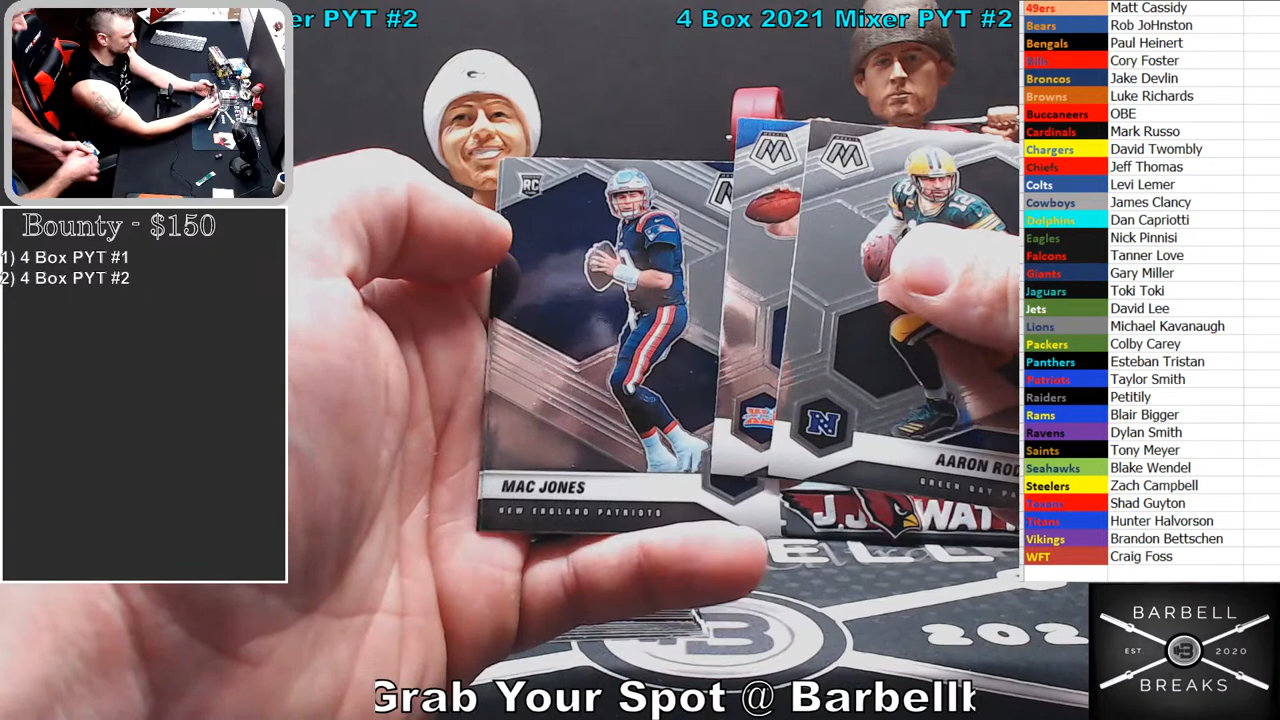 er PYT #2
4 Box 2021 Mixer PYT #2
Bounty - $150
1) 4 Box PYT #1
2) 4 Box PYT #2
RC
MAC JONES
NEW ENGLAND PATRIOTS
N
AARON ROD
GREEN BAY PA
J.J. WATT
202
Grab Your Spot @ Barbellk
49ers Matt Cassidy
Bears Rob JoHnston
Bengals Paul Heinert
Bills Cory Foster
Broncos Jake Devlin
Browns Luke Richards
Buccaneers OBE
Cardinals Mark Russo
Chargers David Twombly
Chiefs Jeff Thomas
Colts Levi Lemer
Cowboys James Clancy
Dolphins Dan Capriotti
Eagles Nick Pinnisi
Falcons Tanner Love
Giants Gary Miller
Jaguars Toki Toki
Jets David Lee
Lions Michael Kavanaugh
Packers Colby Carey
Panthers Esteban Tristan
Patriots Taylor Smith
Raiders Petitily
Rams Blair Bigger
Ravens Dylan Smith
Saints Tony Meyer
Seahawks Blake Wendel
Steelers Zach Campbell
Texans Shad Guyton
Titans Hunter Halvorson
Vikings Brandon Bettschen
WFT Craig Foss
BARBELL
EST. 2020
BREAKS